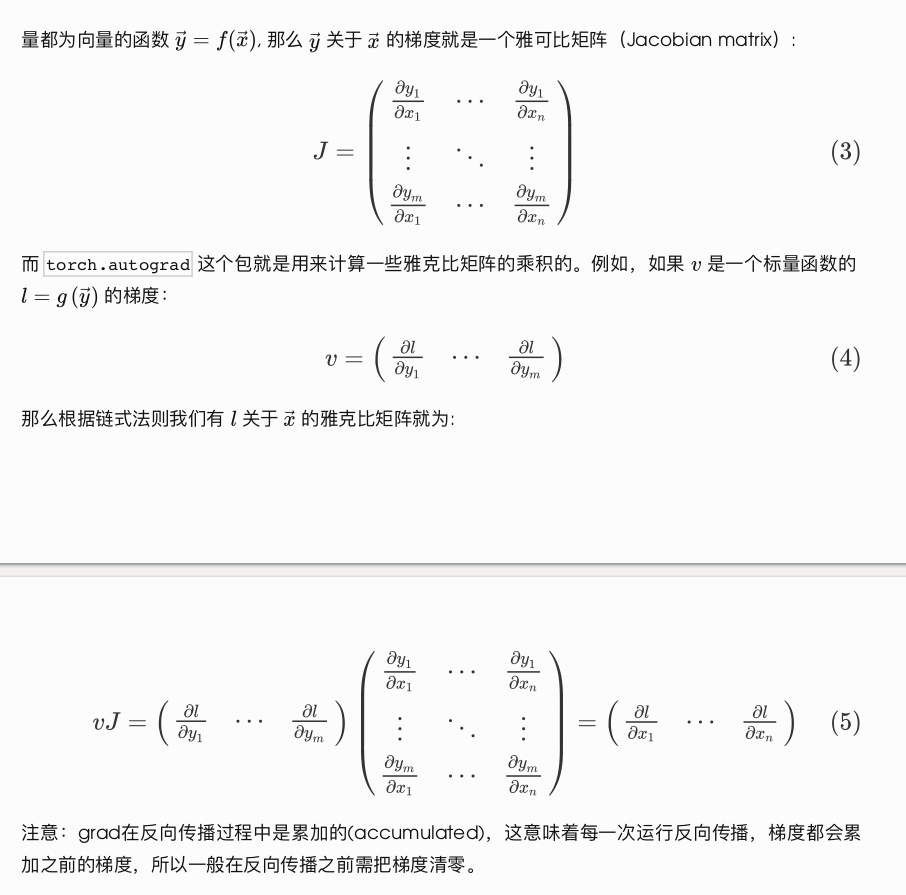 量都为向量的函数 $\vec{y} = f(\vec{x})$, 那么 $\vec{y}$ 关于 $\vec{x}$ 的梯度就是一个雅可比矩阵（Jacobian matrix）:
$J = \begin{pmatrix} \frac{\partial y_1}{\partial x_1} & \cdots & \frac{\partial y_1}{\partial x_n} \\ \vdots & \ddots & \vdots \\ \frac{\partial y_m}{\partial x_1} & \cdots & \frac{\partial y_m}{\partial x_n} \end{pmatrix}$ (3)
而 torch.autograd 这个包就是用来计算一些雅克比矩阵的乘积的。例如，如果 $v$ 是一个标量函数的
$l = g(\vec{y})$ 的梯度：
$v = \begin{pmatrix} \frac{\partial l}{\partial y_1} & \cdots & \frac{\partial l}{\partial y_m} \end{pmatrix}$ (4)
那么根据链式法则我们有 $l$ 关于 $\vec{x}$ 的雅克比矩阵就为:
$vJ = \begin{pmatrix} \frac{\partial l}{\partial y_1} & \cdots & \frac{\partial l}{\partial y_m} \end{pmatrix} \begin{pmatrix} \frac{\partial y_1}{\partial x_1} & \cdots & \frac{\partial y_1}{\partial x_n} \\ \vdots & \ddots & \vdots \\ \frac{\partial y_m}{\partial x_1} & \cdots & \frac{\partial y_m}{\partial x_n} \end{pmatrix} = \begin{pmatrix} \frac{\partial l}{\partial x_1} & \cdots & \frac{\partial l}{\partial x_n} \end{pmatrix}$ (5)
注意：grad在反向传播过程中是累加的(accumulated)，这意味着每一次运行反向传播，梯度都会累
加之前的梯度，所以一般在反向传播之前需把梯度清零。